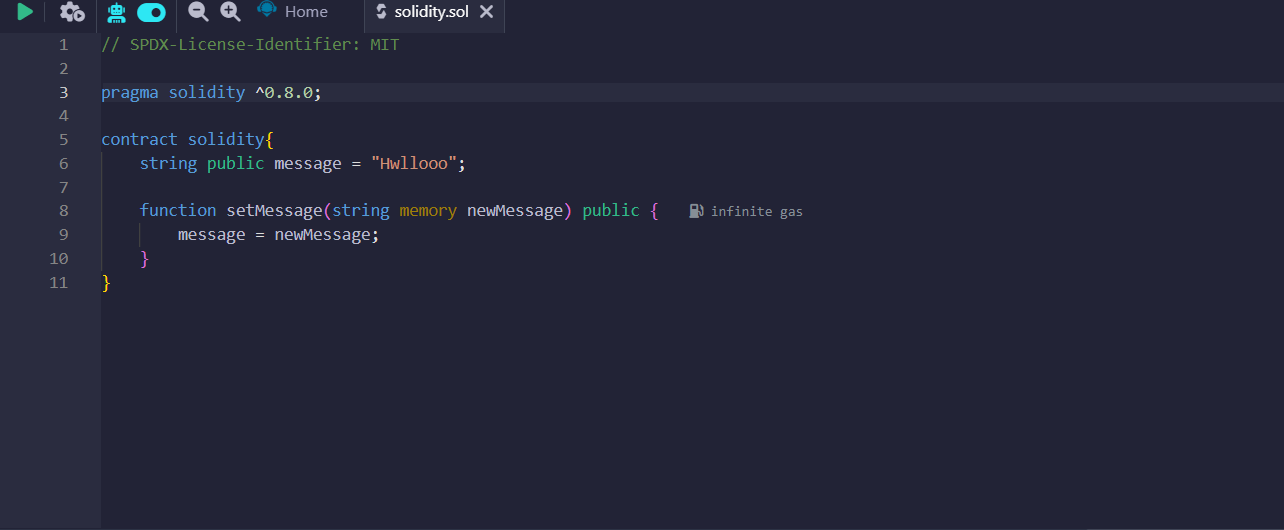 Home solidity.sol
1 // SPDX-License-Identifier: MIT
2
3 pragma solidity ^0.8.0;
4
5 contract solidity{
6 string public message = "Hwllooo";
7
8 function setMessage(string memory newMessage) public { infinite gas
9 message = newMessage;
10 }
11 }